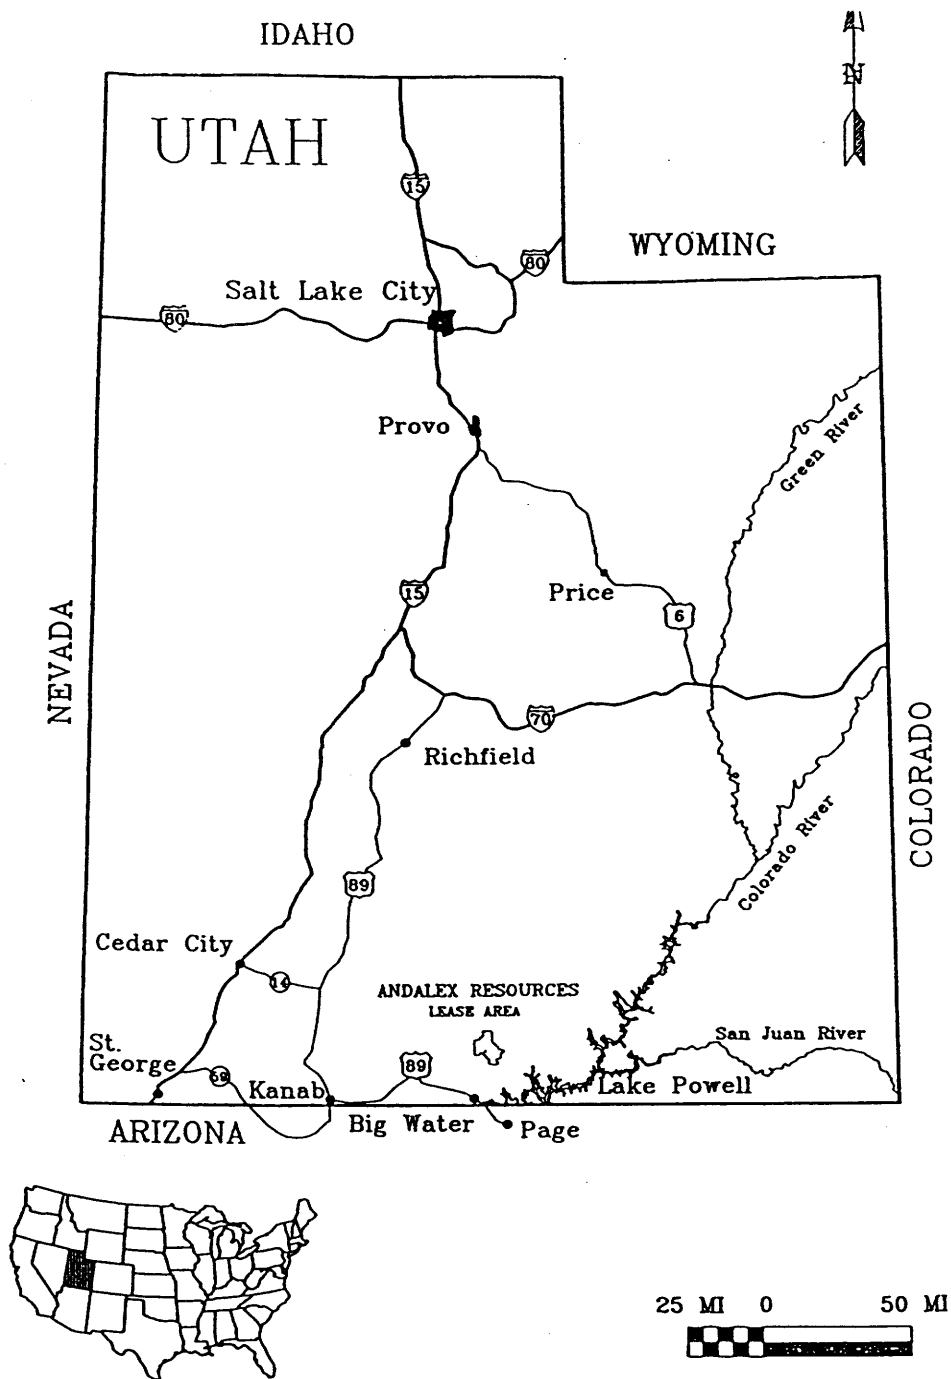 IDAHO
N
UTAH
15
WYOMING
80
Salt Lake City
80
Provo
Green River
15
Price
6
NEVADA
70
Richfield
COLORADO
Colorado River
89
Cedar City
14
ANDALEX RESOURCES
LEASE AREA
St.
George
San Juan River
89
Kanab
Lake Powell
ARIZONA
Big Water
Page
25 MI 0 50 MI